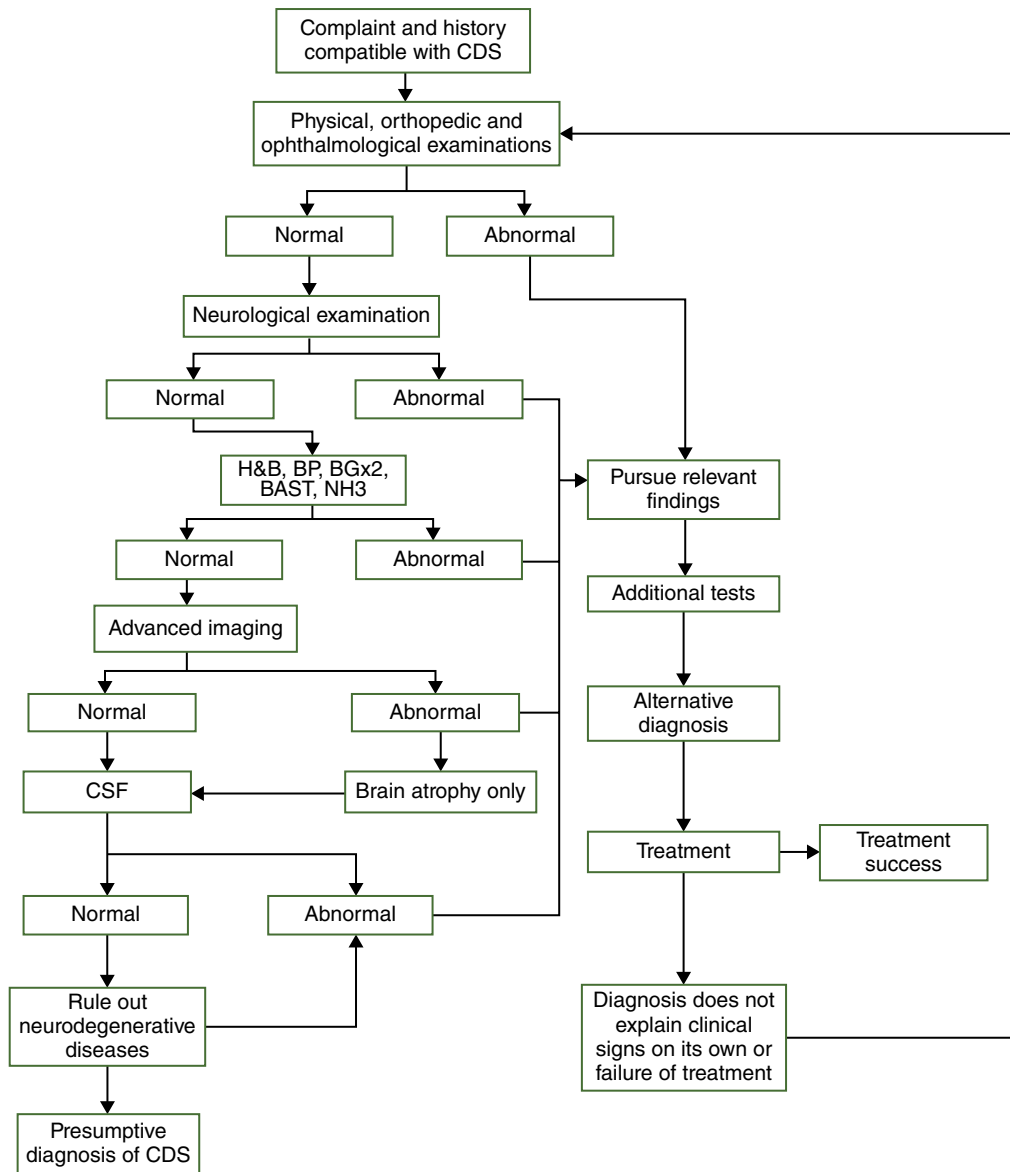 Complaint and history
compatible with CDS
Physical, orthopedic and
ophthalmological examinations
Normal
Abnormal
Neurological examination
Normal
Abnormal
H&B, BP, BGx2,
BAST, NH3
Pursue relevant
findings
Normal
Abnormal
Additional tests
Advanced imaging
Normal
Abnormal
Alternative
diagnosis
CSF
Brain atrophy only
Treatment
Treatment
success
Normal
Abnormal
Rule out
neurodegenerative
diseases
Diagnosis does not
explain clinical
signs on its own or
failure of treatment
Presumptive
diagnosis of CDS